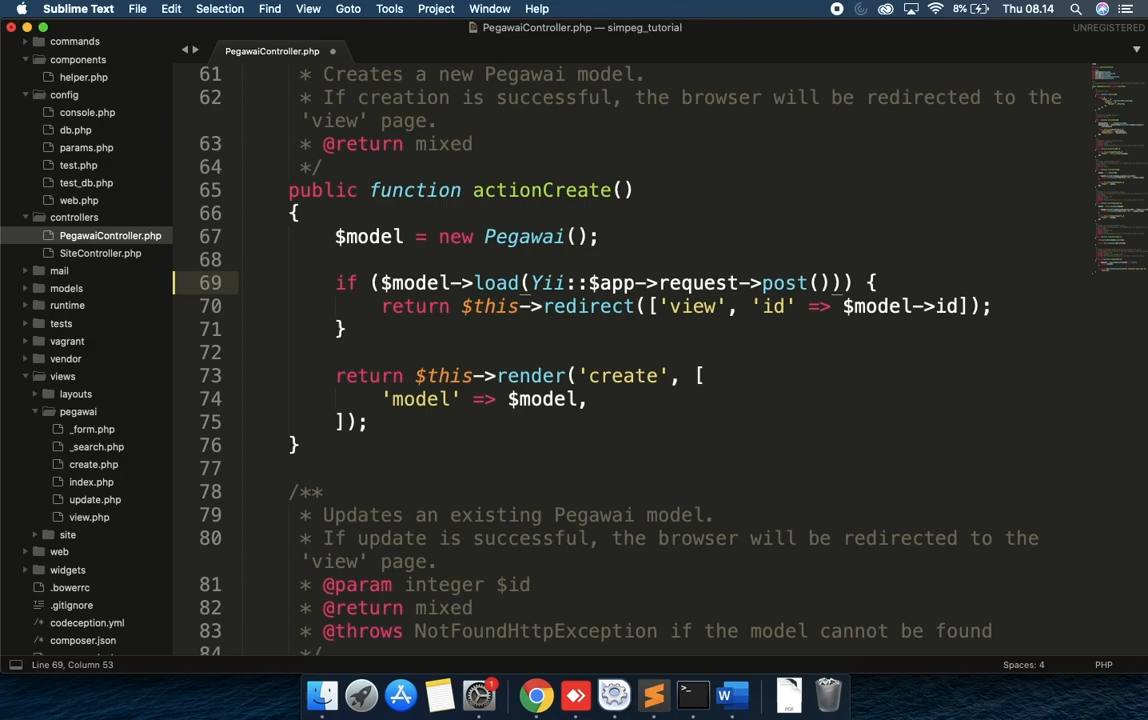 Sublime Text File Edit Selection Find View Goto Tools Project Window Help 8% Thu 08.14
PegawaiController.php — simpeg_tutorial
UNREGISTERED
commands
components
helper.php
config
console.php
db.php
params.php
test.php
test_db.php
web.php
controllers
PegawaiController.php
SiteController.php
mail
models
runtime
tests
vagrant
vendor
views
layouts
pegawai
_form.php
_search.php
create.php
index.php
update.php
view.php
site
web
widgets
.bowerrc
.gitignore
codeception.yml
composer.json
PegawaiController.php
61 * Creates a new Pegawai model.
62 * If creation is successful, the browser will be redirected to the
'view' page.
63 * @return mixed
64 */
65 public function actionCreate()
66 {
67 $model = new Pegawai();
68
69 if ($model->load(Yii::$app->request->post())) {
70 return $this->redirect(['view', 'id' => $model->id]);
71 }
72
73 return $this->render('create', [
74 'model' => $model,
75 ]);
76 }
77
78 /**
79 * Updates an existing Pegawai model.
80 * If update is successful, the browser will be redirected to the
'view' page.
81 * @param integer $id
82 * @return mixed
83 * @throws NotFoundHttpException if the model cannot be found
84 */
Line 69, Column 53
Spaces: 4
PHP
1
W
PDF